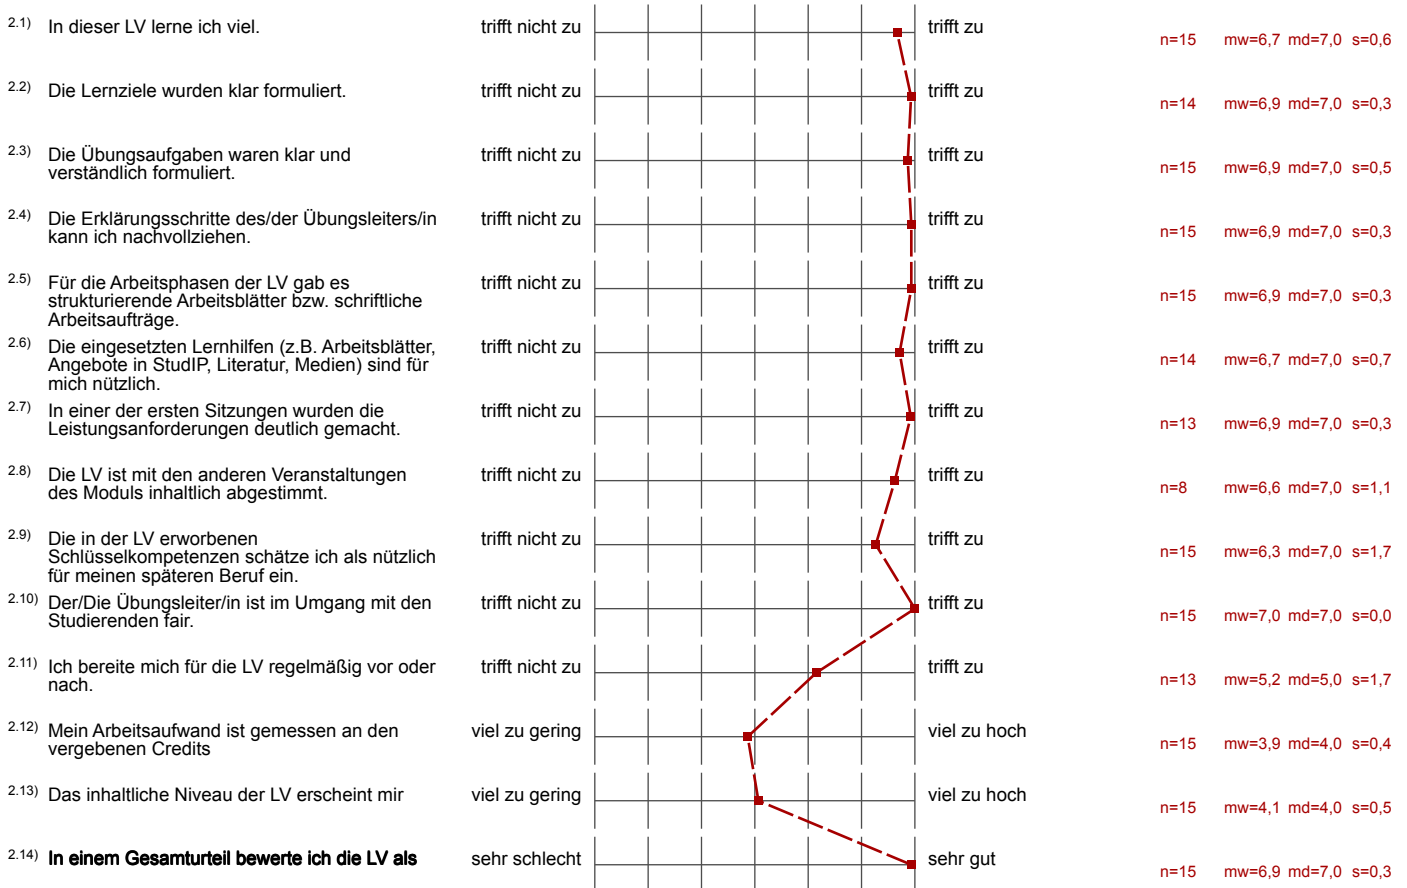 2.1) In dieser LV lerne ich viel. trifft nicht zu trifft zu n=15 mw=6,7 md=7,0 s=0,6
2.2) Die Lernziele wurden klar formuliert. trifft nicht zu trifft zu n=14 mw=6,9 md=7,0 s=0,3
2.3) Die Übungsaufgaben waren klar und trifft nicht zu trifft zu n=15 mw=6,9 md=7,0 s=0,5
verständlich formuliert.
2.4) Die Erklärungsschritte des/der Übungsleiters/in trifft nicht zu trifft zu n=15 mw=6,9 md=7,0 s=0,3
kann ich nachvollziehen.
2.5) Für die Arbeitsphasen der LV gab es trifft nicht zu trifft zu n=15 mw=6,9 md=7,0 s=0,3
strukturierende Arbeitsblätter bzw. schriftliche
Arbeitsaufträge.
2.6) Die eingesetzten Lernhilfen (z.B. Arbeitsblätter, trifft nicht zu trifft zu n=14 mw=6,7 md=7,0 s=0,7
Angebote in StudIP, Literatur, Medien) sind für
mich nützlich.
2.7) In einer der ersten Sitzungen wurden die trifft nicht zu trifft zu n=13 mw=6,9 md=7,0 s=0,3
Leistungsanforderungen deutlich gemacht.
2.8) Die LV ist mit den anderen Veranstaltungen trifft nicht zu trifft zu n=8 mw=6,6 md=7,0 s=1,1
des Moduls inhaltlich abgestimmt.
2.9) Die in der LV erworbenen trifft nicht zu trifft zu n=15 mw=6,3 md=7,0 s=1,7
Schlüsselkompetenzen schätze ich als nützlich
für meinen späteren Beruf ein.
2.10) Der/Die Übungsleiter/in ist im Umgang mit den trifft nicht zu trifft zu n=15 mw=7,0 md=7,0 s=0,0
Studierenden fair.
2.11) Ich bereite mich für die LV regelmäßig vor oder trifft nicht zu trifft zu n=13 mw=5,2 md=5,0 s=1,7
nach.
2.12) Mein Arbeitsaufwand ist gemessen an den viel zu gering viel zu hoch n=15 mw=3,9 md=4,0 s=0,4
vergebenen Credits
2.13) Das inhaltliche Niveau der LV erscheint mir viel zu gering viel zu hoch n=15 mw=4,1 md=4,0 s=0,5
2.14) In einem Gesamturteil bewerte ich die LV als sehr schlecht sehr gut n=15 mw=6,9 md=7,0 s=0,3